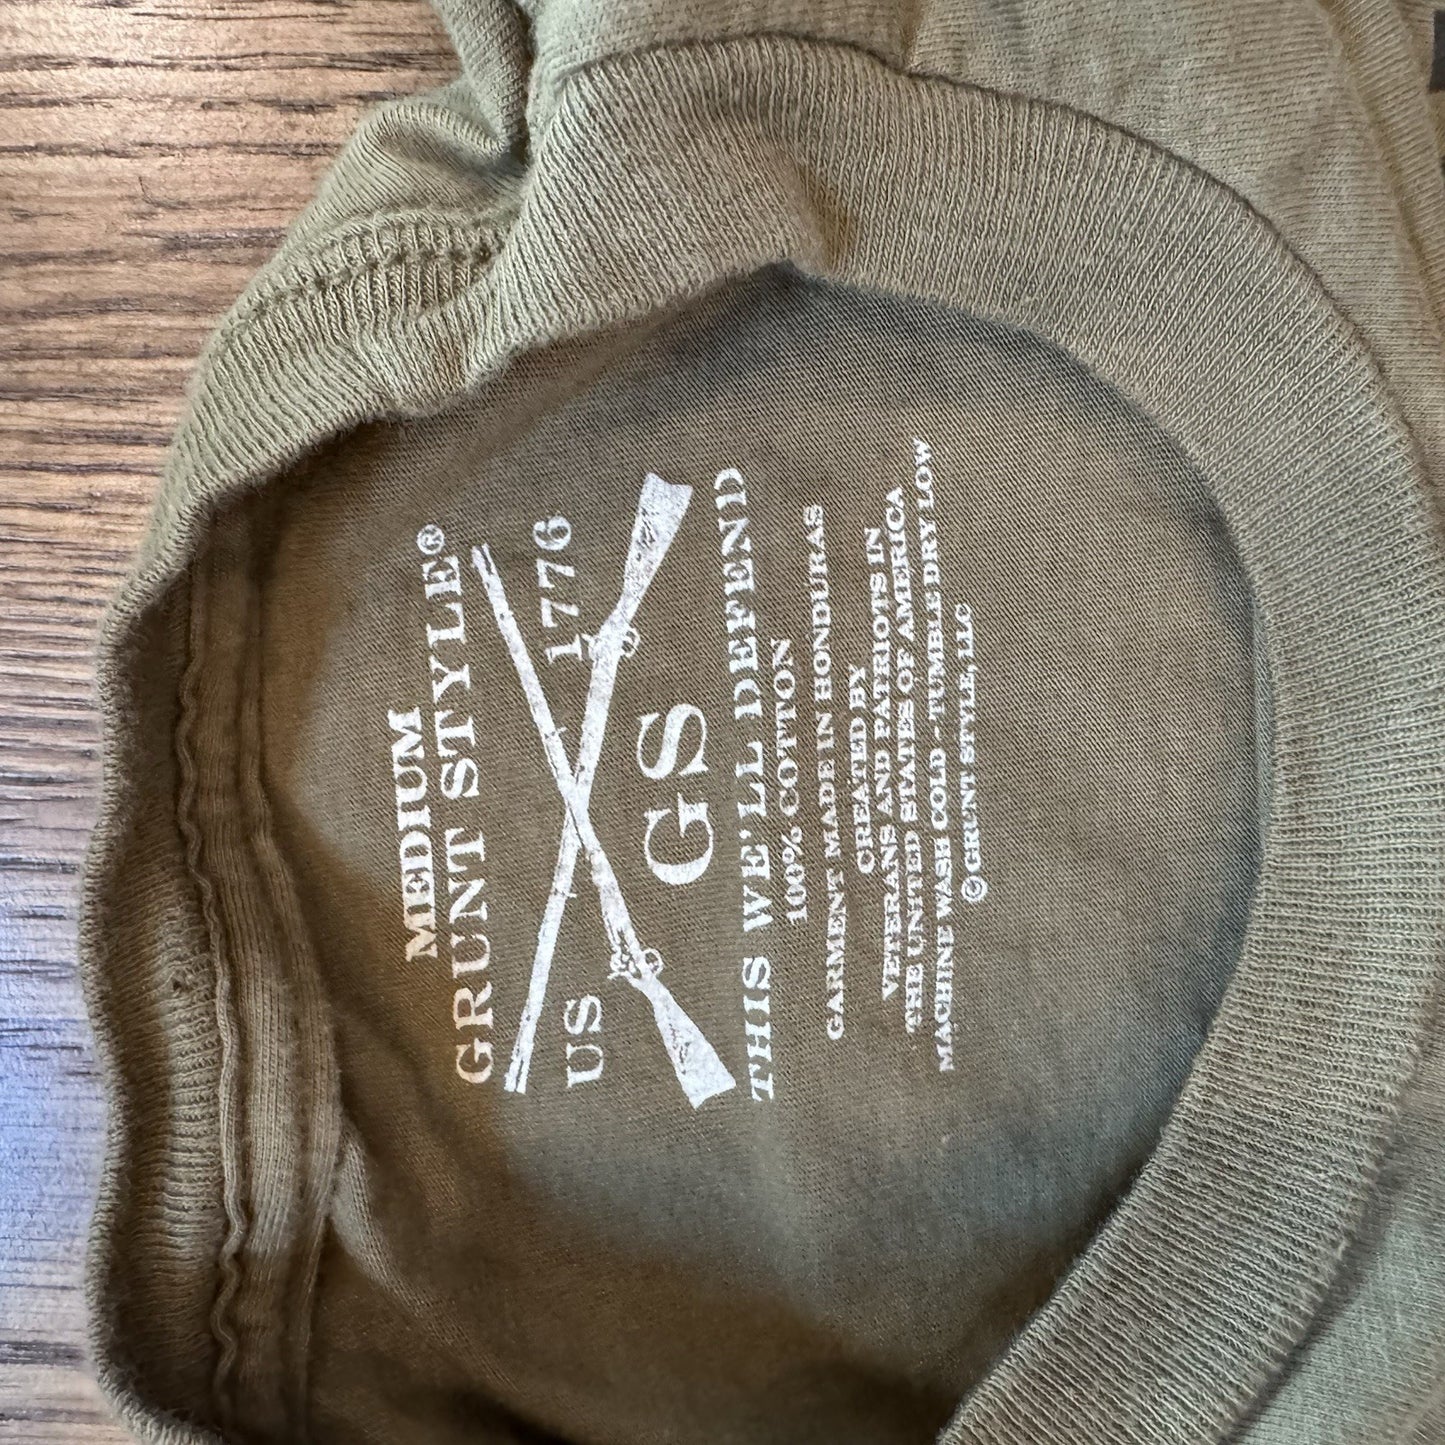 MEDIUM
GRUNT STYLE®
US 1776
GS
THIS WE'LL DEFEND
100% COTTON
GARMENT MADE IN HONDURAS
CREATED BY
VETERANS AND PATRIOTS IN
THE UNITED STATES OF AMERICA
MACHINE WASH COLD - TUMBLE DRY LOW
© GRUNT STYLE, LLC